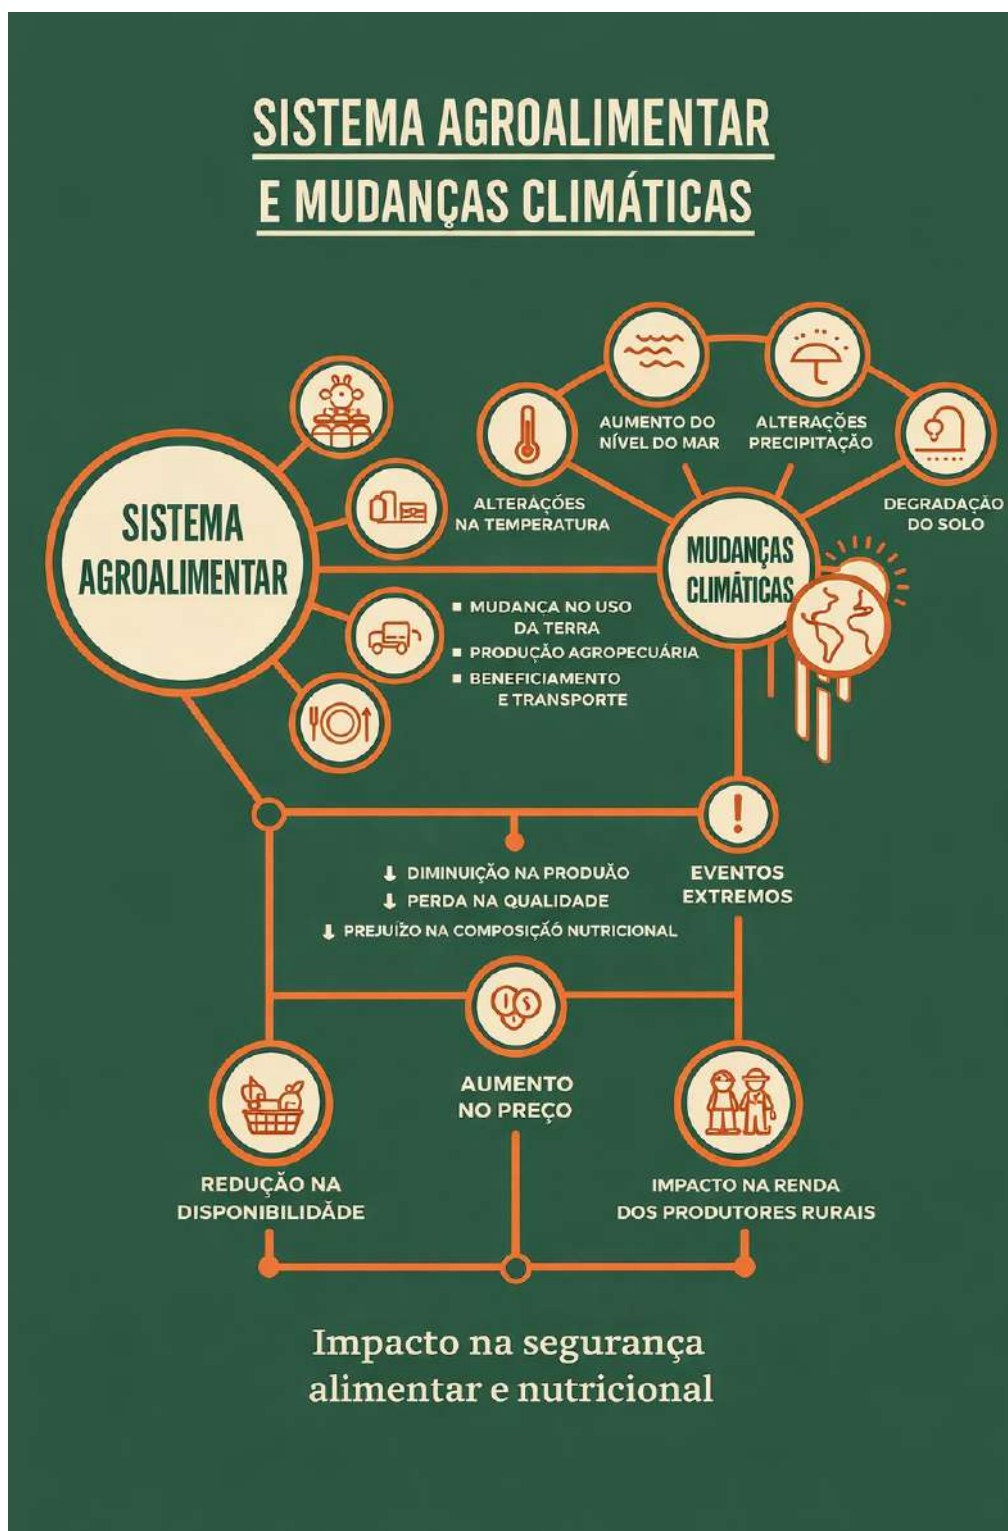 SISTEMA AGROALIMENTAR
E MUDANÇAS CLIMÁTICAS
AUMENTO DO
NÍVEL DO MAR
ALTERAÇÕES
PRECIPITAÇÃO
ALTERAÇÕES
NA TEMPERATURA
DEGRADAÇÃO
DO SOLO
SISTEMA
AGROALIMENTAR
MUDANÇAS
CLIMÁTICAS
▪ MUDANCA NO USO
DA TERRA
▪ PRODUÇÃO AGROPECUÁRIA
▪ BENEFICIAMENTO
E TRANSPORTE
↓ DIMINUIÇÃO NA PRODUÃO
↓ PERDA NA QUALIDADE
↓ PREJUÍZO NA COMPOSIÇÃO NUTRICIONAL
EVENTOS
EXTREMOS
AUMENTO
NO PREÇO
REDUÇÃO NA
DISPONIBILIDĂDE
IMPACTO NA RENDA
DOS PRODUTORES RURAIS
Impacto na segurança
alimentar e nutricional